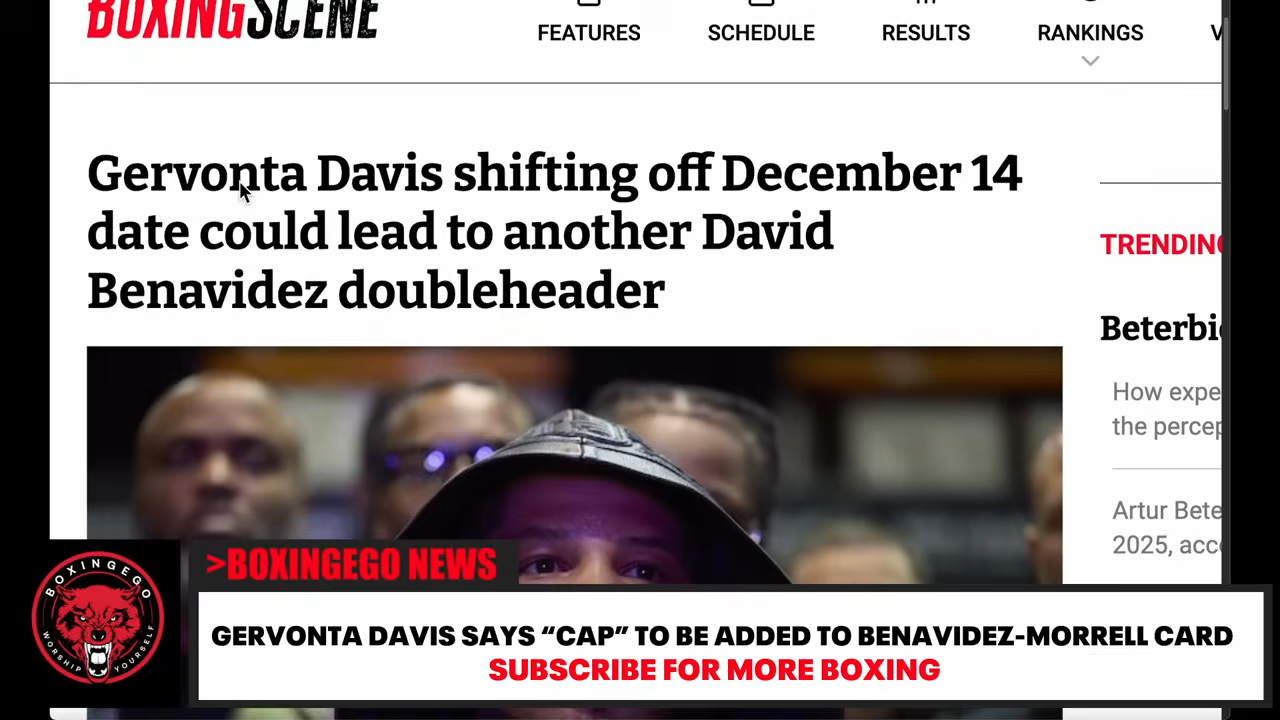 BOXINGSCENE
FEATURES
SCHEDULE
RESULTS
RANKINGS
V
Gervonta Davis shifting off December 14
date could lead to another David
Benavidez doubleheader
TRENDING
Beterbi
How expe
the percep
Artur Bete
2025, acc
BOXINGEGO
WORSHIP YOURSELF
>BOXINGEGO NEWS
GERVONTA DAVIS SAYS “CAP” TO BE ADDED TO BENAVIDEZ-MORRELL CARD
SUBSCRIBE FOR MORE BOXING